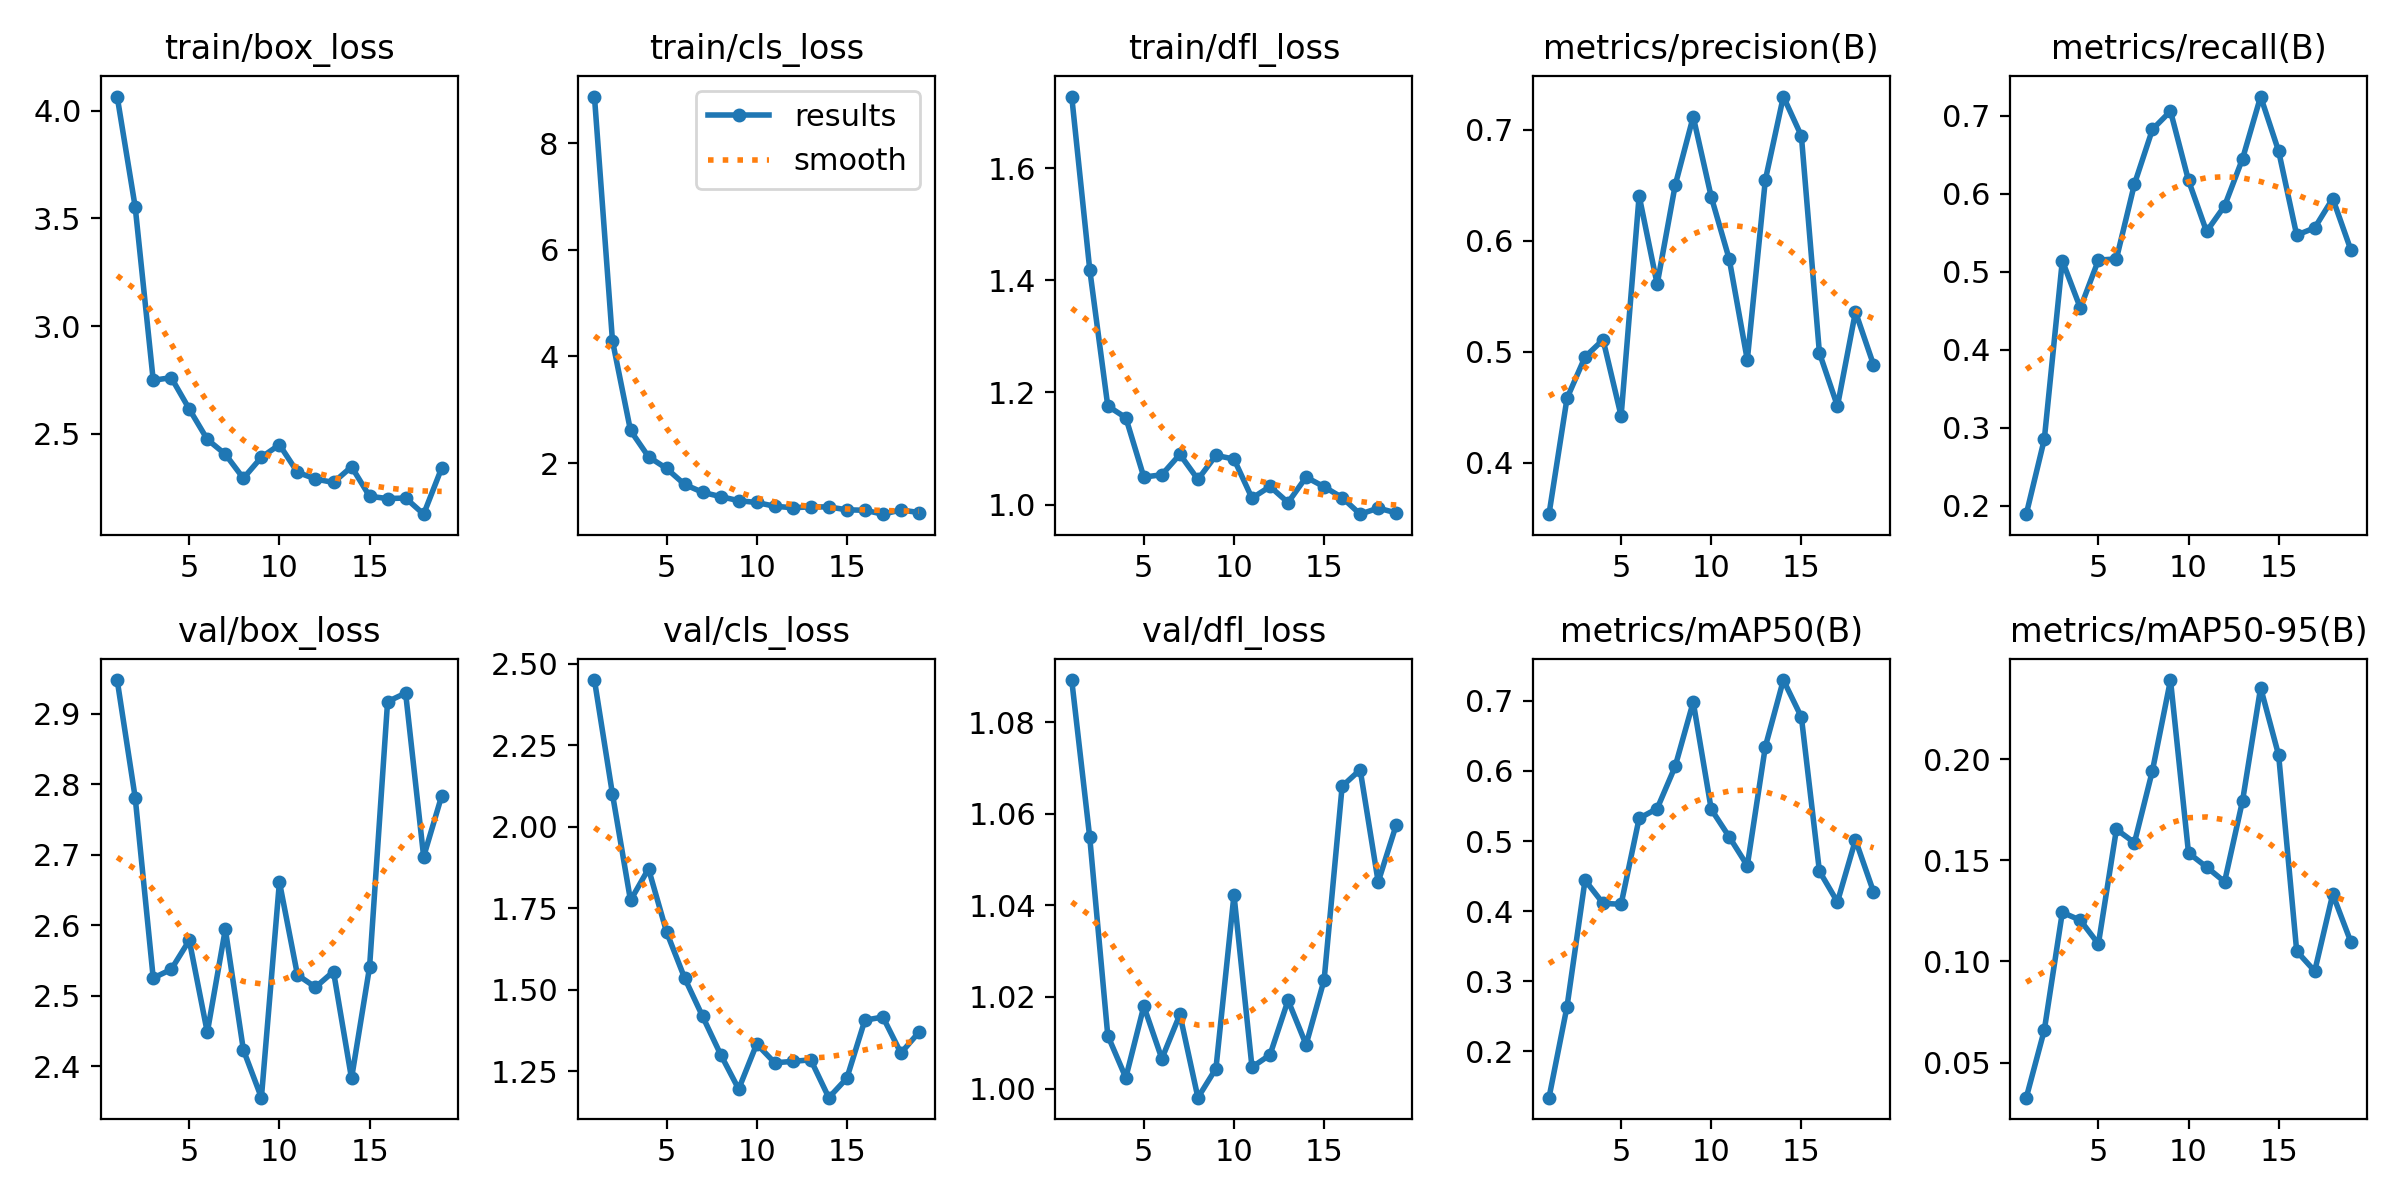 train/box_loss
4.0
3.5
3.0
2.5
5 10 15
train/cls_loss
results
smooth
8
6
4
2
5 10 15
train/dfl_loss
1.6
1.4
1.2
1.0
5 10 15
metrics/precision(B)
0.7
0.6
0.5
0.4
5 10 15
metrics/recall(B)
0.7
0.6
0.5
0.4
0.3
0.2
5 10 15
val/box_loss
2.9
2.8
2.7
2.6
2.5
2.4
5 10 15
val/cls_loss
2.50
2.25
2.00
1.75
1.50
1.25
5 10 15
val/dfl_loss
1.08
1.06
1.04
1.02
1.00
5 10 15
metrics/mAP50(B)
0.7
0.6
0.5
0.4
0.3
0.2
5 10 15
metrics/mAP50-95(B)
0.20
0.15
0.10
0.05
5 10 15